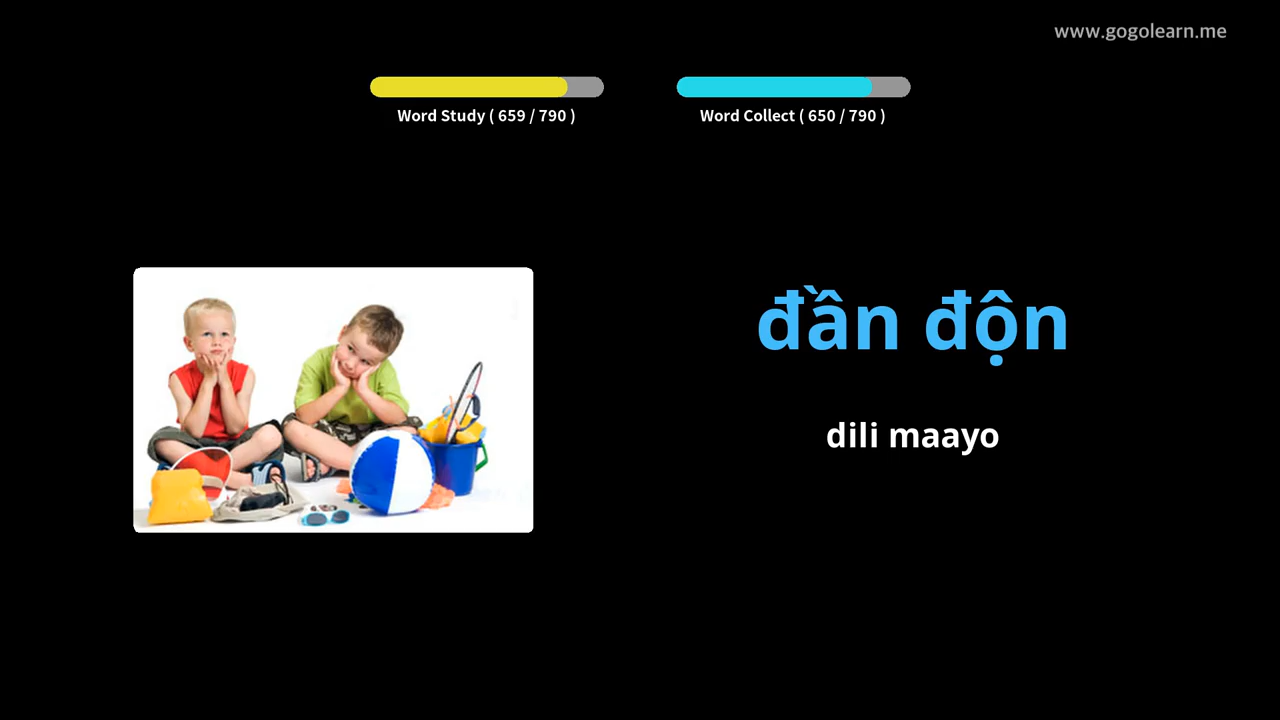 www.gogolearn.me
Word Study ( 659 / 790 )
Word Collect ( 650 / 790 )
đần độn
dili maayo